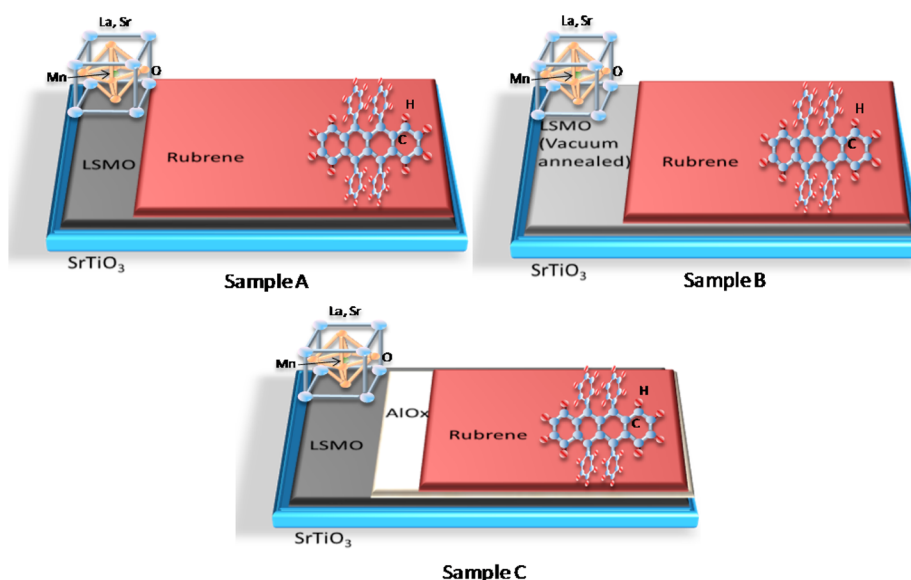 La, Sr
Mn
O
H
C
LSMO
Rubrene
SrTiO3
Sample A
La, Sr
Mn
O
H
C
LSMO
(Vacuum
annealed)
Rubrene
SrTiO3
Sample B
La, Sr
Mn
O
H
C
AlOx
LSMO
Rubrene
SrTiO3
Sample C